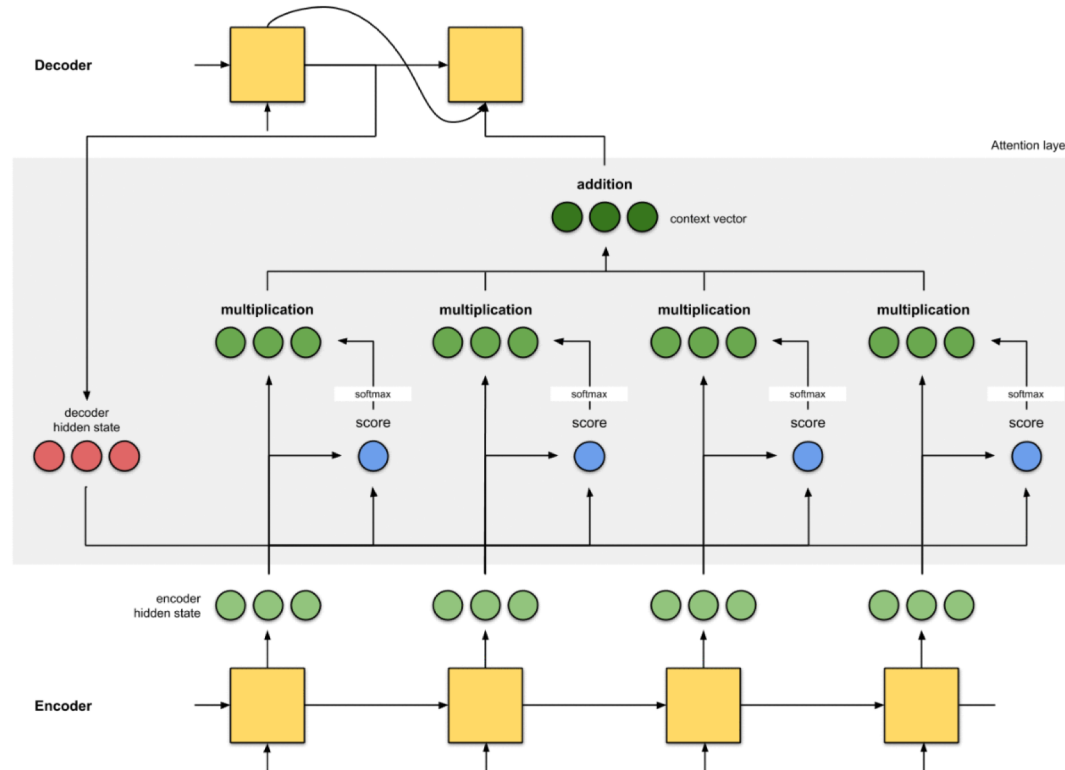 Decoder
Attention layer
addition
context vector
multiplication
multiplication
multiplication
multiplication
softmax
softmax
softmax
softmax
decoder
hidden state
score
score
score
score
encoder
hidden state
Encoder